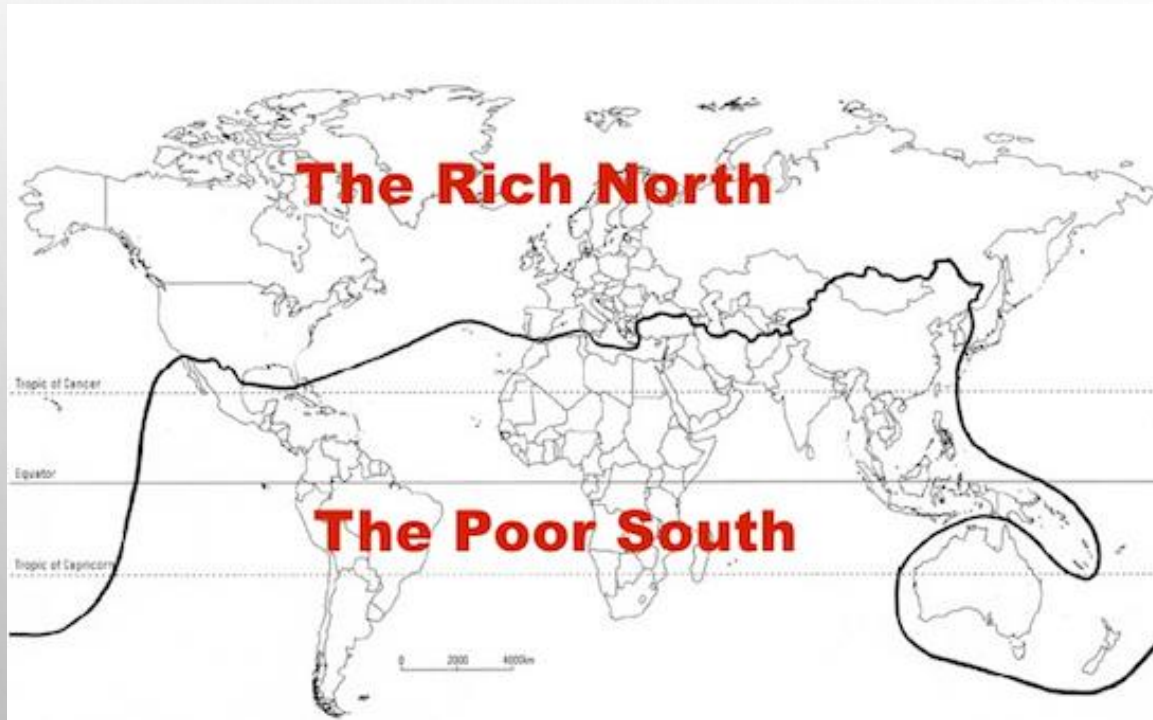 The Rich North
Tropic of Cancer
Equator
The Poor South
Tropic of Capricorn
0 2000 4000km